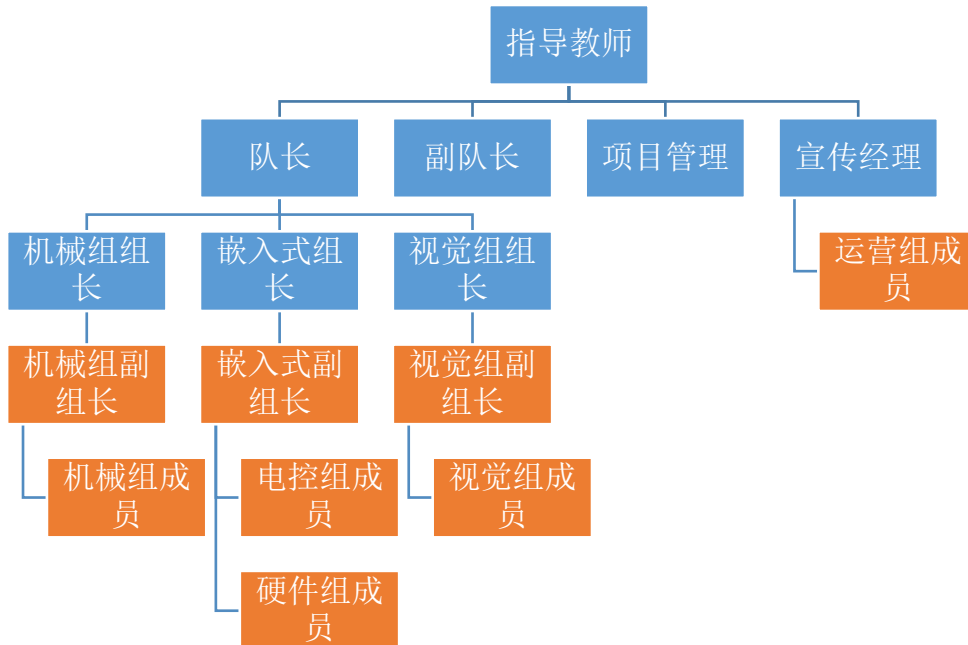 指导教师
队长
副队长
项目管理
宣传经理
机械组组
长
嵌入式组
长
视觉组组
长
运营组成
员
机械组副
组长
嵌入式副
组长
视觉组副
组长
机械组成
员
电控组成
员
视觉组成
员
硬件组成
员